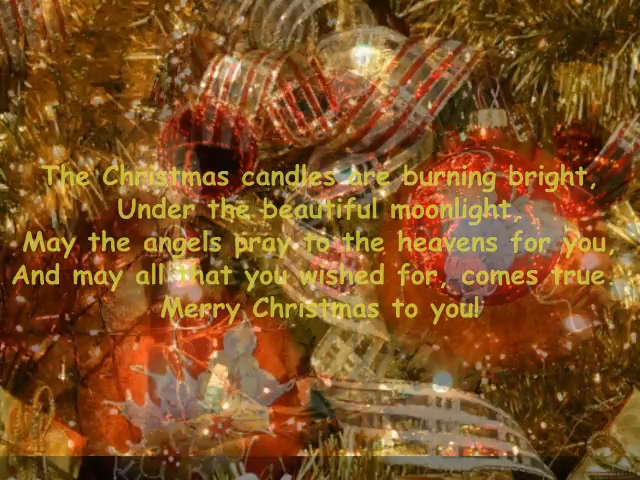 The Christmas candles are burning bright,
Under the beautiful moonlight.
May the angels pray to the heavens for you,
And may all that you wished for, comes true.
Merry Christmas to you!